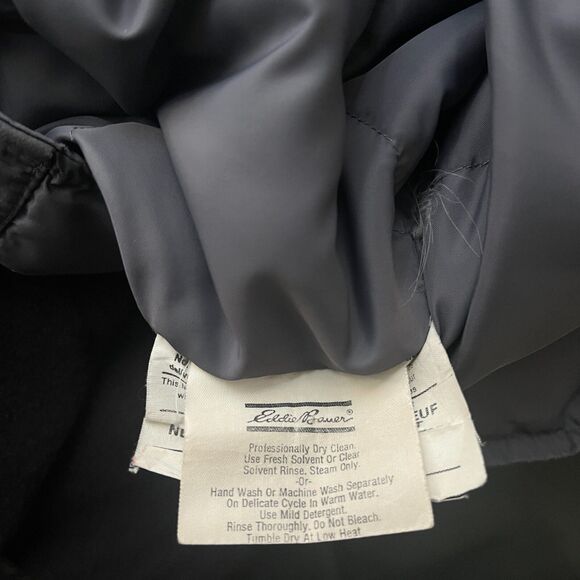 Eddie Bauer®
Professionally Dry Clean.
Use Fresh Solvent Or Clear
Solvent Rinse. Steam Only.
-Or-
Hand Wash Or Machine Wash Separately
On Delicate Cycle In Warm Water.
Use Mild Detergent.
Rinse Thoroughly. Do Not Bleach.
Tumble Dry At Low Heat
This
EUF